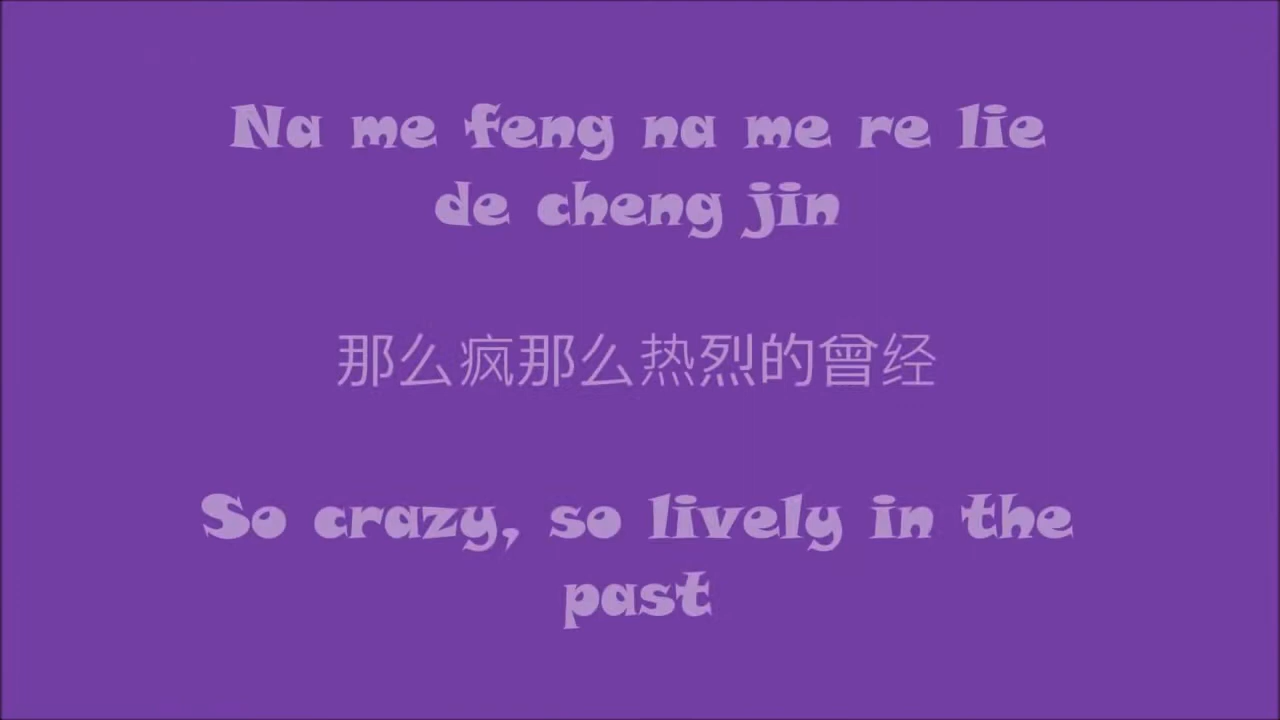 Na me feng na me re lie
de cheng jin
那么疯那么热烈的曾经
So crazy, so lively in the
past